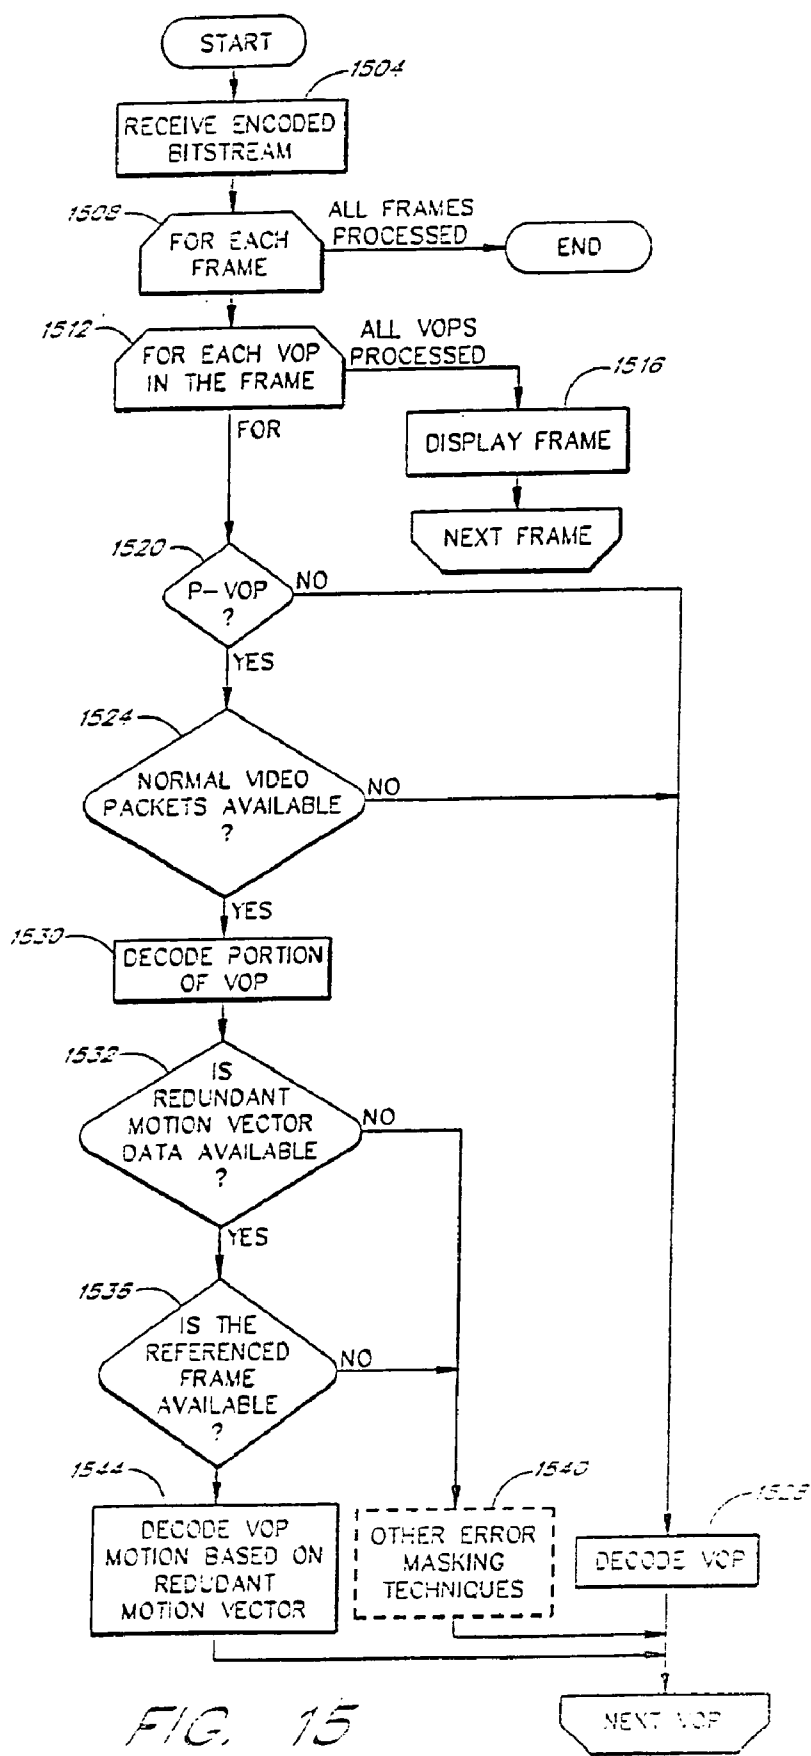 START
1504
RECEIVE ENCODED
BITSTREAM
1508
FOR EACH
FRAME
ALL FRAMES
PROCESSED
END
1512
FOR EACH VOP
IN THE FRAME
ALL VOPS
PROCESSED
1516
DISPLAY FRAME
NEXT FRAME
FOR
1520
P-VOP
?
NO
YES
1524
NORMAL VIDEO
PACKETS AVAILABLE
?
NO
YES
1530
DECODE PORTION
OF VOP
1532
IS
REDUNDANT
MOTION VECTOR
DATA AVAILABLE
?
NO
YES
1536
IS THE
REFERENCED
FRAME
AVAILABLE
?
NO
1544
DECODE VOP
MOTION BASED ON
REDUDANT
MOTION VECTOR
1540
OTHER ERROR
MASKING
TECHNIQUES
1528
DECODE VOP
NEXT VOP
FIG. 15